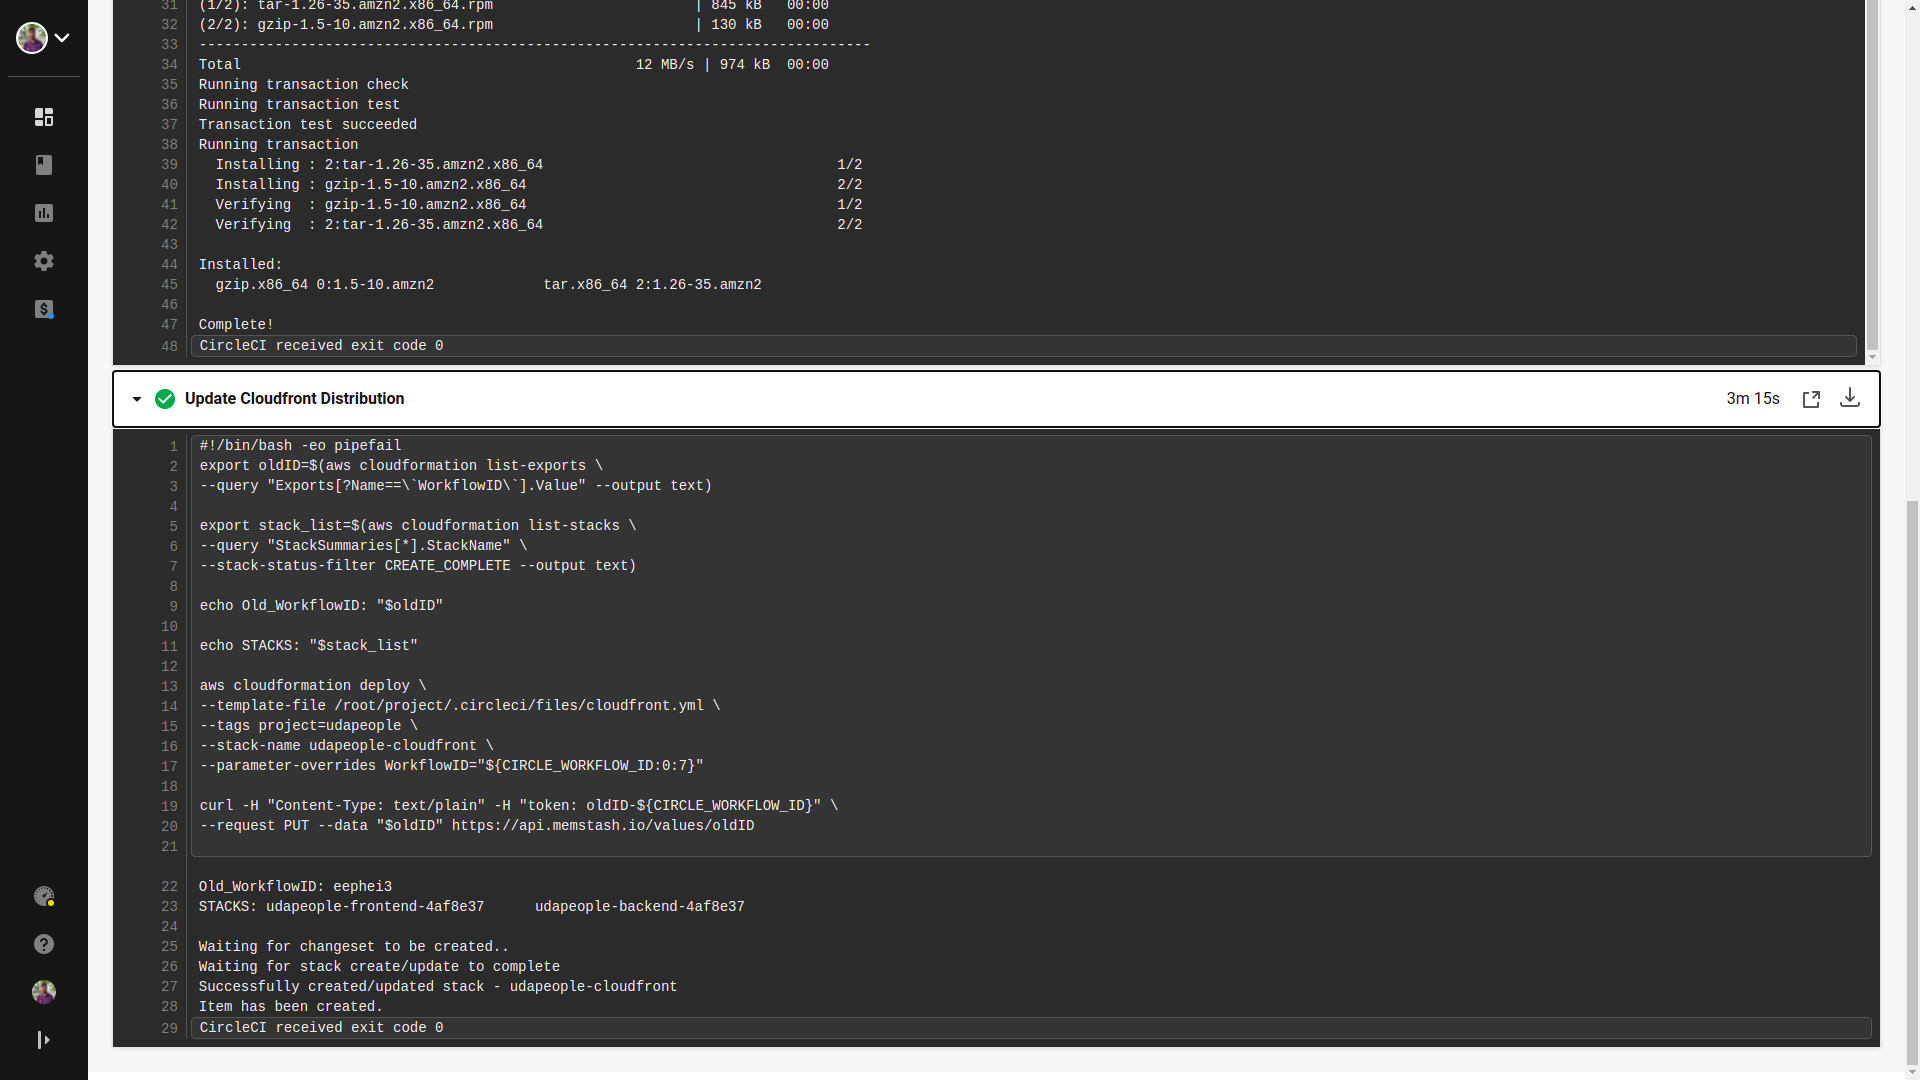 31 (1/2): tar-1.26-35.amzn2.x86_64.rpm | 845 kB 00:00
32 (2/2): gzip-1.5-10.amzn2.x86_64.rpm | 130 kB 00:00
33 --------------------------------------------------------------------------------
34 Total 12 MB/s | 974 kB 00:00
35 Running transaction check
36 Running transaction test
37 Transaction test succeeded
38 Running transaction
39 Installing : 2:tar-1.26-35.amzn2.x86_64 1/2
40 Installing : gzip-1.5-10.amzn2.x86_64 2/2
41 Verifying : gzip-1.5-10.amzn2.x86_64 1/2
42 Verifying : 2:tar-1.26-35.amzn2.x86_64 2/2
43
44 Installed:
45 gzip.x86_64 0:1.5-10.amzn2 tar.x86_64 2:1.26-35.amzn2
46
47 Complete!
48 CircleCI received exit code 0
Update Cloudfront Distribution 3m 15s
1 #!/bin/bash -eo pipefail
2 export oldID=$(aws cloudformation list-exports \
3 --query "Exports[?Name==\`WorkflowID\`].Value" --output text)
4
5 export stack_list=$(aws cloudformation list-stacks \
6 --query "StackSummaries[*].StackName" \
7 --stack-status-filter CREATE_COMPLETE --output text)
8
9 echo Old_WorkflowID: "$oldID"
10
11 echo STACKS: "$stack_list"
12
13 aws cloudformation deploy \
14 --template-file /root/project/.circleci/files/cloudfront.yml \
15 --tags project=udapeople \
16 --stack-name udapeople-cloudfront \
17 --parameter-overrides WorkflowID="${CIRCLE_WORKFLOW_ID:0:7}"
18
19 curl -H "Content-Type: text/plain" -H "token: oldID-${CIRCLE_WORKFLOW_ID}" \
20 --request PUT --data "$oldID" https://api.memstash.io/values/oldID
21
22 Old_WorkflowID: eephei3
23 STACKS: udapeople-frontend-4af8e37 udapeople-backend-4af8e37
24
25 Waiting for changeset to be created..
26 Waiting for stack create/update to complete
27 Successfully created/updated stack - udapeople-cloudfront
28 Item has been created.
29 CircleCI received exit code 0